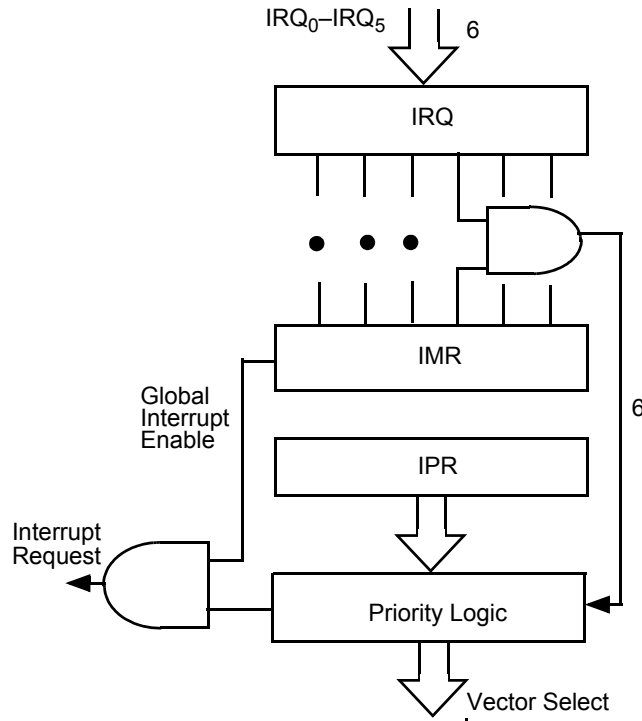 IRQ0–IRQ5
6
IRQ
IMR
Global
Interrupt
Enable
6
IPR
Interrupt
Request
Priority Logic
Vector Select